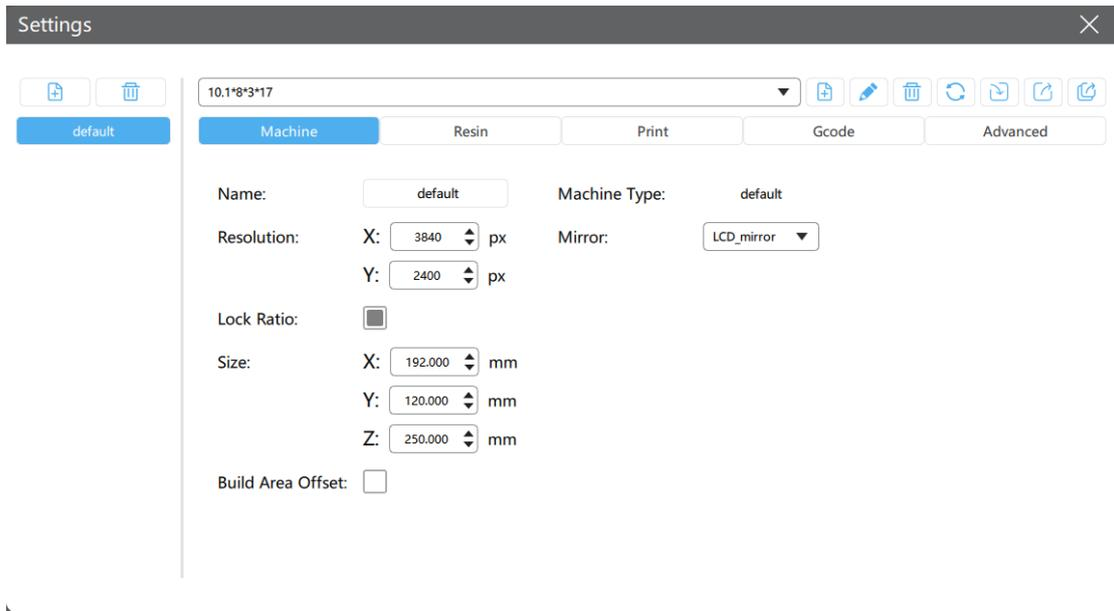 Settings
default
10.1*8*3*17
Machine Resin Print Gcode Advanced
Name: default Machine Type: default
Resolution: X: 3840 px Mirror: LCD_mirror
Y: 2400 px
Lock Ratio:
Size: X: 192.000 mm
Y: 120.000 mm
Z: 250.000 mm
Build Area Offset: